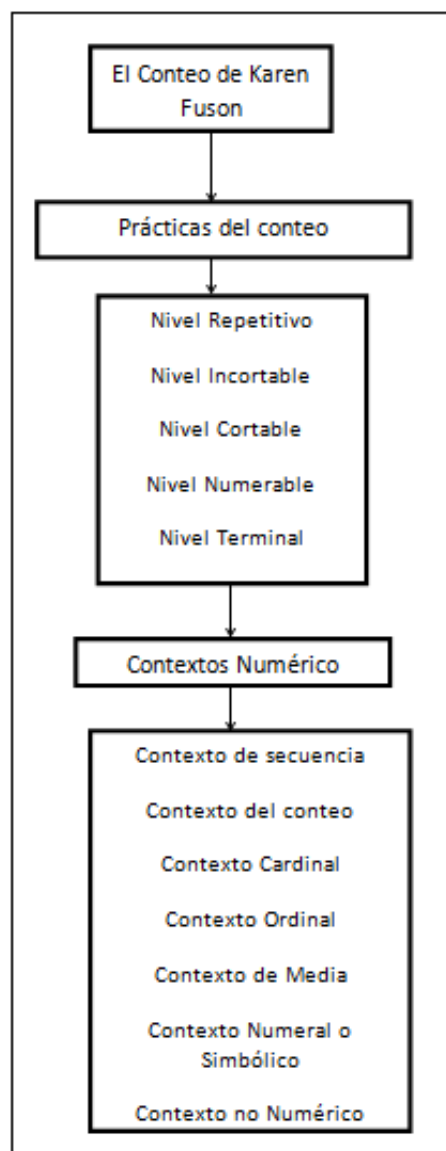 El Conteo de Karen
Fuson
Prácticas del conteo
Nivel Repetitivo
Nivel Incortable
Nivel Cortable
Nivel Numerable
Nivel Terminal
Contextos Numérico
Contexto de secuencia
Contexto del conteo
Contexto Cardinal
Contexto Ordinal
Contexto de Media
Contexto Numeral o
Simbólico
Contexto no Numérico